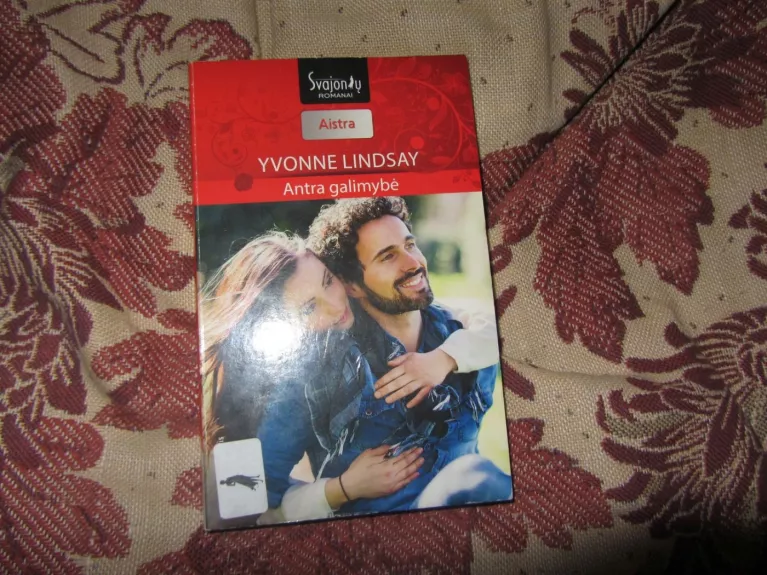 Svajonių
ROMANAI
Aistra
YVONNE LINDSAY
Antra galimybė